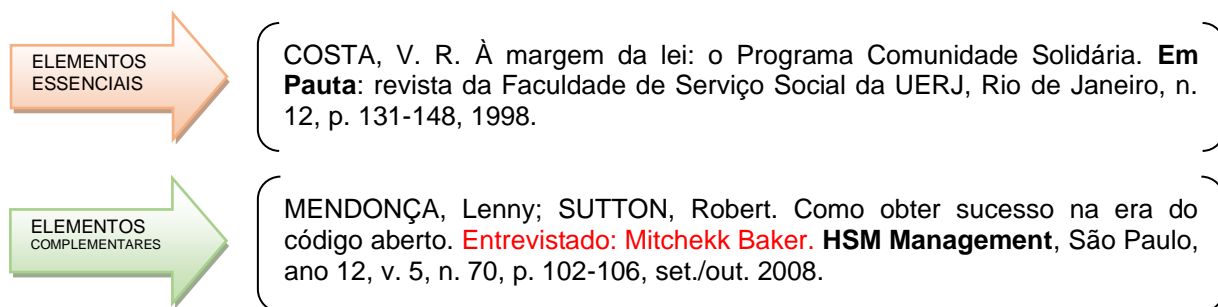 ELEMENTOS
ESSENCIAIS
COSTA, V. R. À margem da lei: o Programa Comunidade Solidária. Em
Pauta: revista da Faculdade de Serviço Social da UERJ, Rio de Janeiro, n.
12, p. 131-148, 1998.
ELEMENTOS
COMPLEMENTARES
MENDONÇA, Lenny; SUTTON, Robert. Como obter sucesso na era do
código aberto. Entrevistado: Mitchekk Baker. HSM Management, São Paulo,
ano 12, v. 5, n. 70, p. 102-106, set./out. 2008.